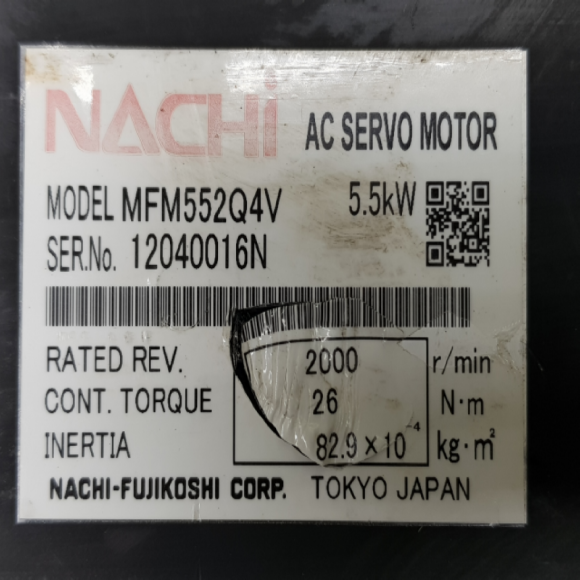 NACHi AC SERVO MOTOR
MODEL MFM552Q4V 5.5kW
SER.No. 12040016N
RATED REV. 2000 r/min
CONT. TORQUE 26 N·m
INERTIA 82.9×10⁻⁴ kg·m²
NACHI-FUJIKOSHI CORP. TOKYO JAPAN